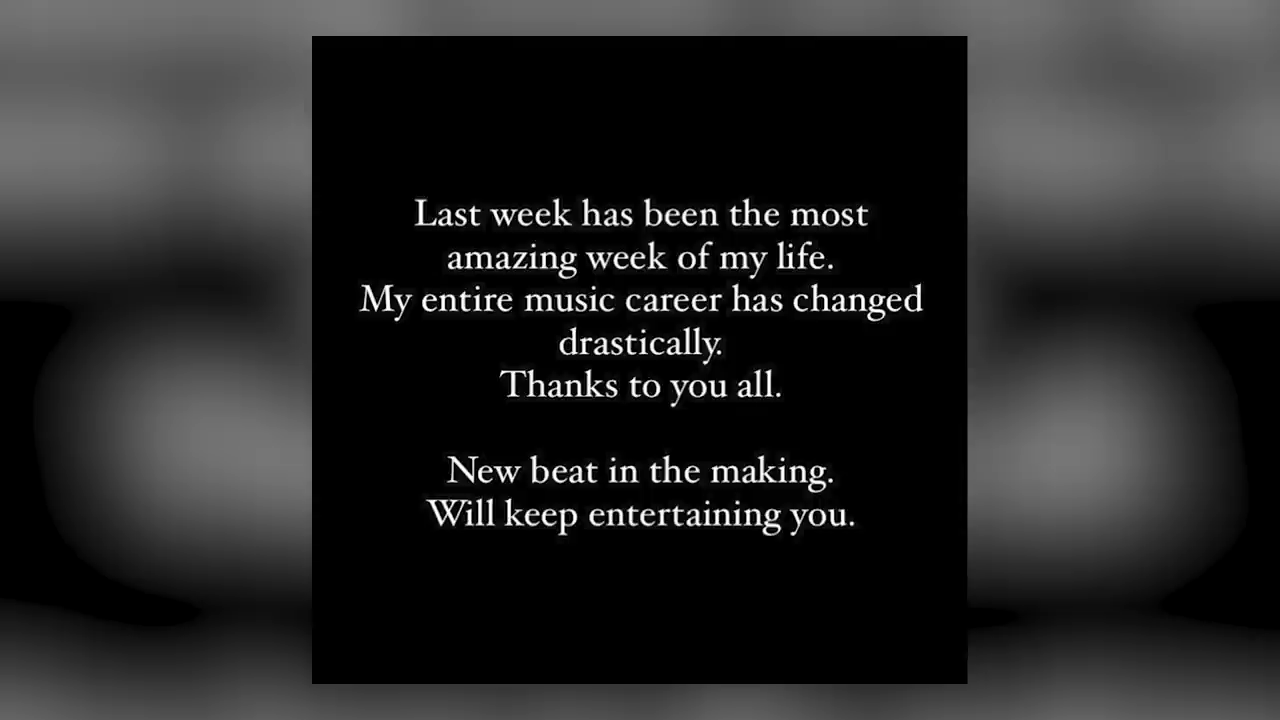 Last week has been the most
amazing week of my life.
My entire music career has changed
drastically.
Thanks to you all.
New beat in the making.
Will keep entertaining you.